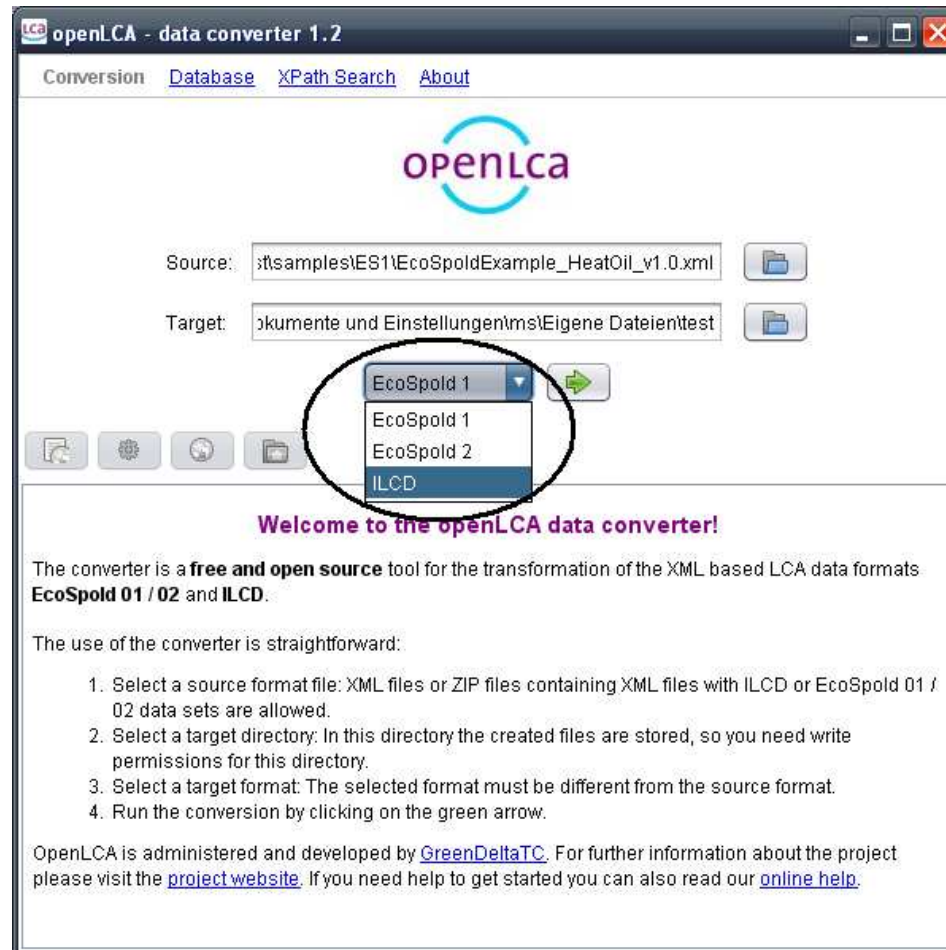 LCa openLCA - data converter 1.2
Conversion Database XPath Search About
openLca
Source: st\samples\ES1\EcoSpoldExample_HeatOil_v1.0.xml
Target: okumente und Einstellungen\ms\Eigene Dateien\test
EcoSpold 1
EcoSpold 1
EcoSpold 2
ILCD
Welcome to the openLCA data converter!
The converter is a free and open source tool for the transformation of the XML based LCA data formats
EcoSpold 01 / 02 and ILCD.
The use of the converter is straightforward:
1. Select a source format file: XML files or ZIP files containing XML files with ILCD or EcoSpold 01 /
02 data sets are allowed.
2. Select a target directory: In this directory the created files are stored, so you need write
permissions for this directory.
3. Select a target format: The selected format must be different from the source format.
4. Run the conversion by clicking on the green arrow.
OpenLCA is administered and developed by GreenDeltaTC. For further information about the project
please visit the project website. If you need help to get started you can also read our online help.